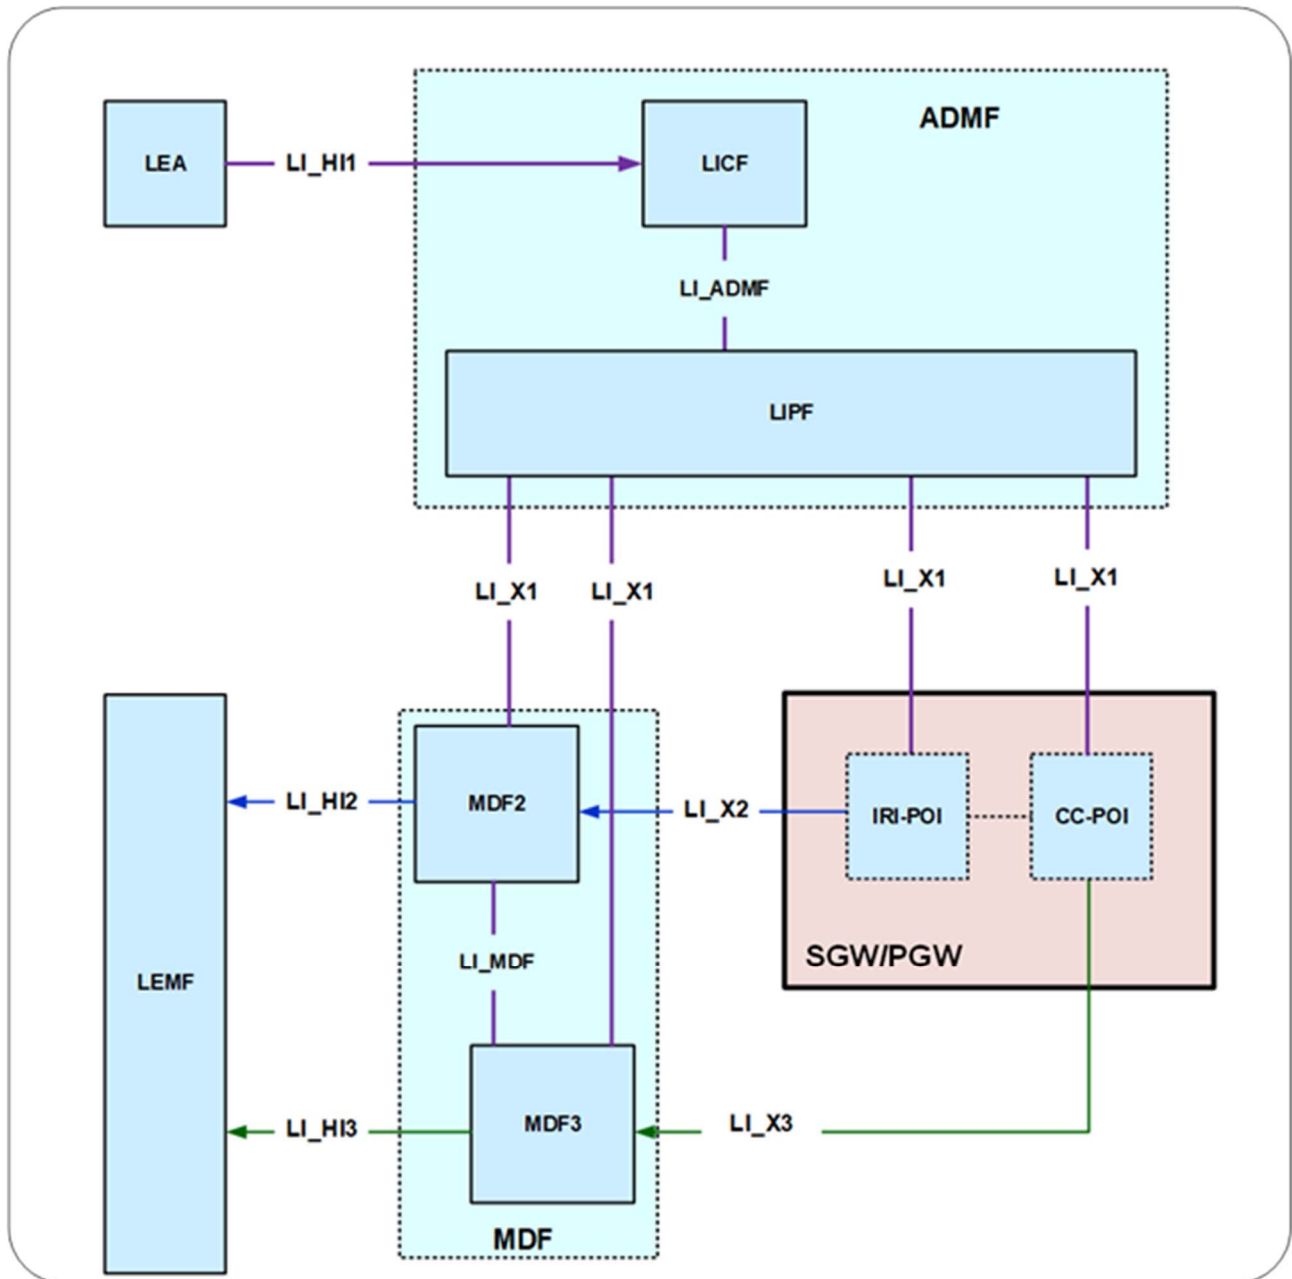 ADMF
LEA
LI_HI1
LICF
LI_ADMF
LIPF
LI_X1
LI_X1
LI_X1
LI_X1
LI_HI2
MDF2
LI_X2
IRI-POI
CC-POI
SGW/PGW
LI_MDF
LEMF
LI_HI3
MDF3
LI_X3
MDF